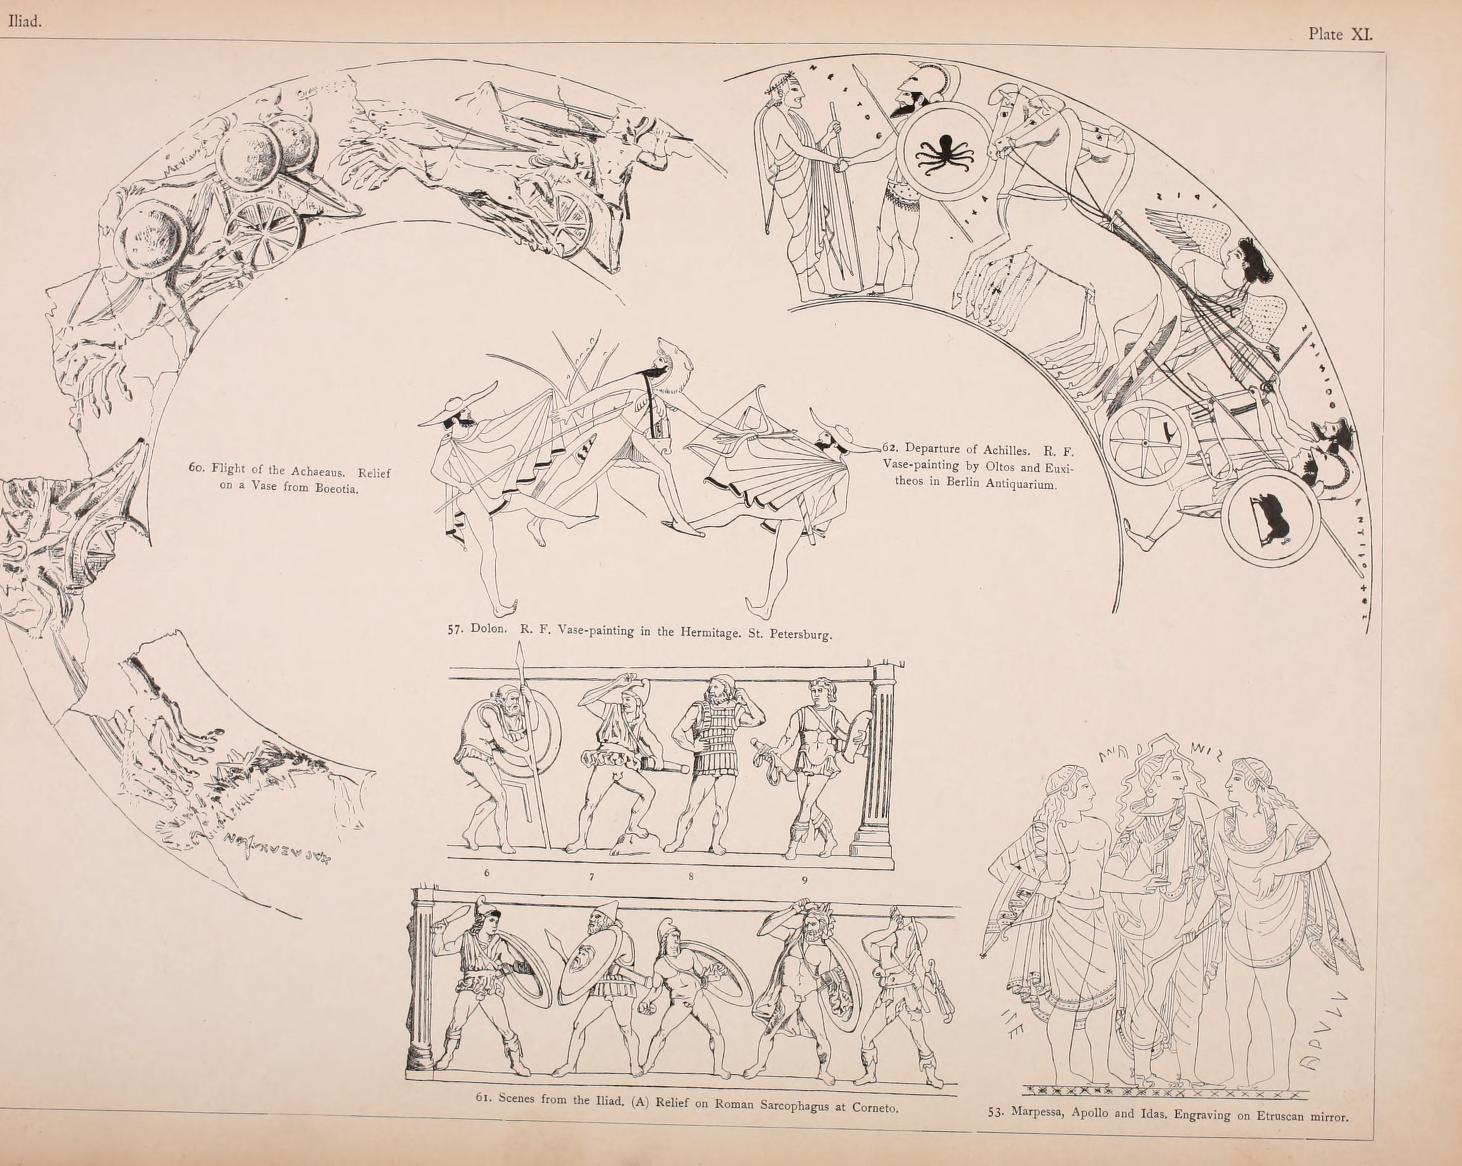 Iliad.
Plate XI.
60. Flight of the Achaeans. Relief
on a Vase from Boeotia.
62. Departure of Achilles. R. F.
Vase-painting by Oltos and Euxi-
theos in Berlin Antiquarium.
57. Dolon. R. F. Vase-painting in the Hermitage. St. Petersburg.
6 7 8 9
61. Scenes from the Iliad. (A) Relief on Roman Sarcophagus at Corneto.
53. Marpessa, Apollo and Idas. Engraving on Etruscan mirror.